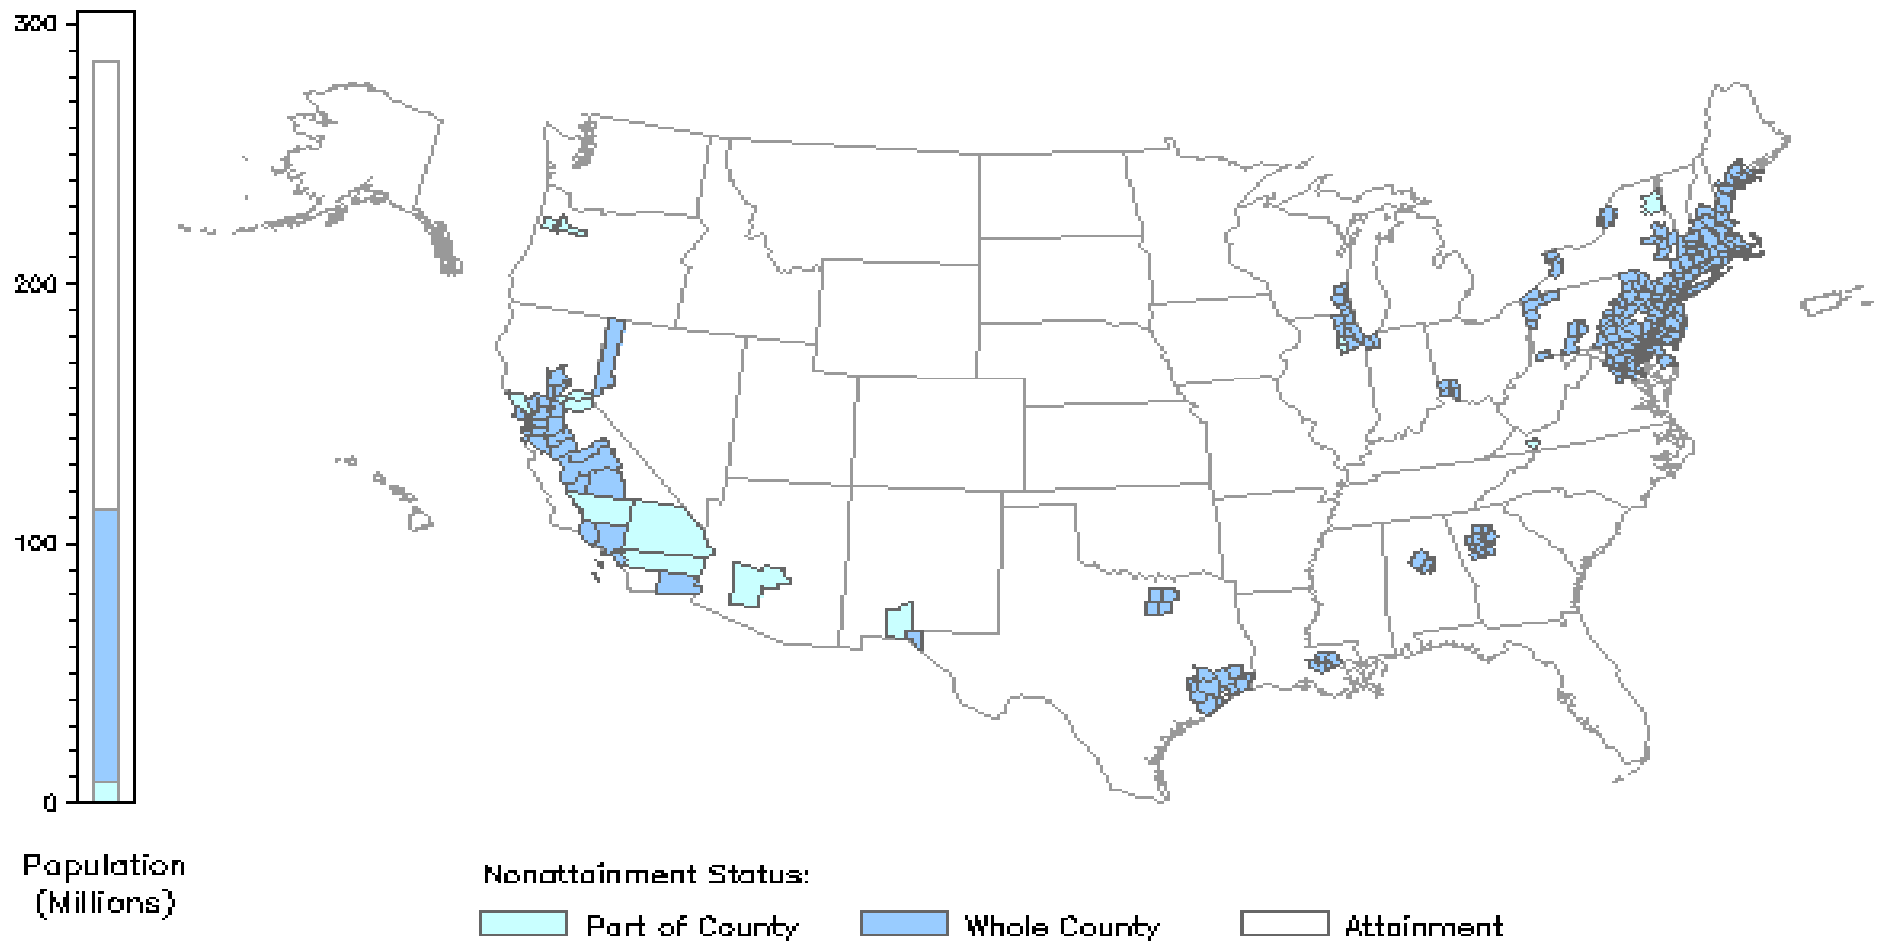 300
200
100
0
Population
(Millions)
Nonattainment Status:
Part of County
Whole County
Attainment